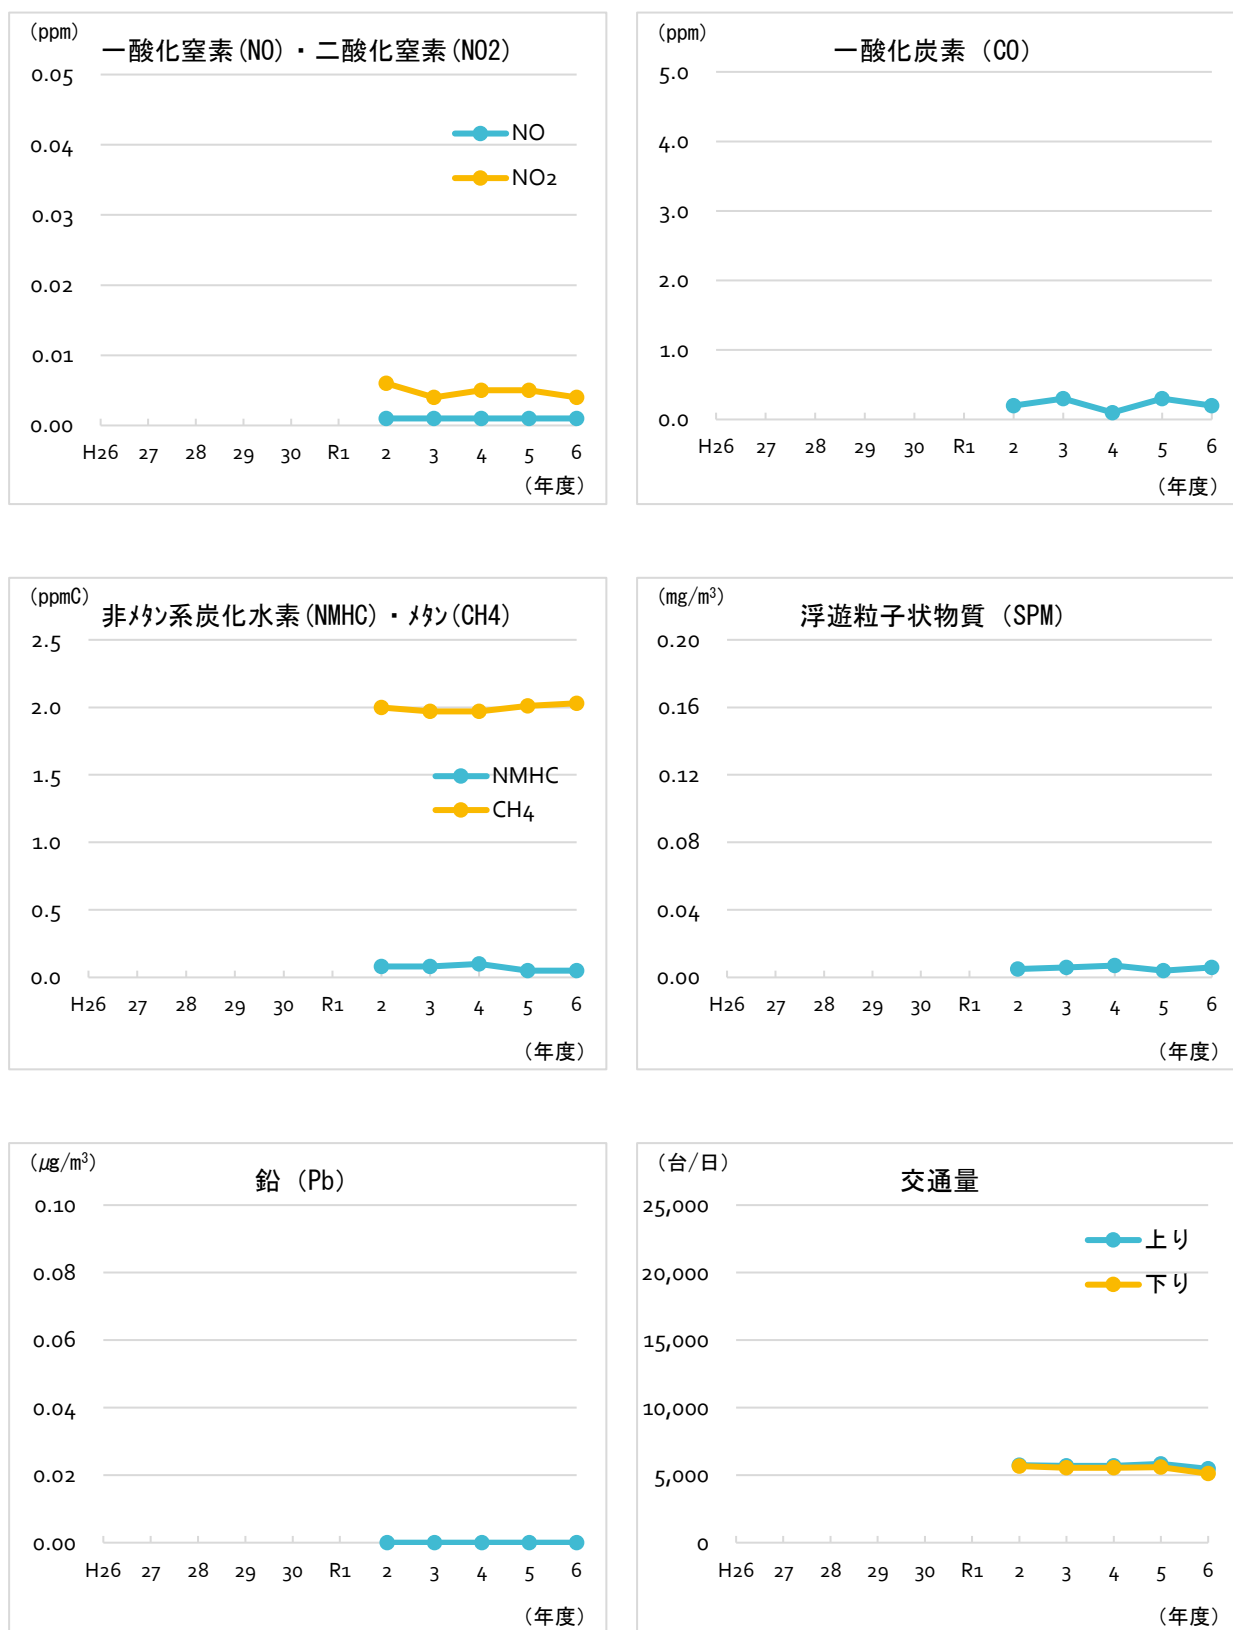 (ppm)
一酸化窒素(NO)・二酸化窒素(NO2)
0.05
0.04
0.03
0.02
0.01
0.00
NO
NO2
H26 27 28 29 30 R1 2 3 4 5 6
（年度）
(ppm)
一酸化炭素（CO）
5.0
4.0
3.0
2.0
1.0
0.0
H26 27 28 29 30 R1 2 3 4 5 6
（年度）
(ppmC)
非ﾒﾀﾝ系炭化水素(NMHC)・ﾒﾀﾝ(CH4)
2.5
2.0
1.5
1.0
0.5
0.0
NMHC
CH4
H26 27 28 29 30 R1 2 3 4 5 6
（年度）
(mg/m³)
浮遊粒子状物質（SPM）
0.20
0.16
0.12
0.08
0.04
0.00
H26 27 28 29 30 R1 2 3 4 5 6
（年度）
(μg/m³)
鉛（Pb）
0.10
0.08
0.06
0.04
0.02
0.00
H26 27 28 29 30 R1 2 3 4 5 6
（年度）
（台/日）
交通量
25,000
20,000
15,000
10,000
5,000
0
上り
下り
H26 27 28 29 30 R1 2 3 4 5 6
（年度）